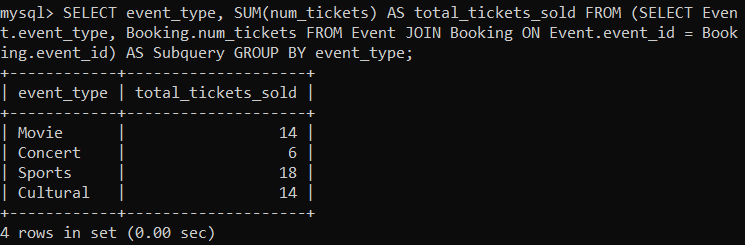 mysql> SELECT event_type, SUM(num_tickets) AS total_tickets_sold FROM (SELECT Even
t.event_type, Booking.num_tickets FROM Event JOIN Booking ON Event.event_id = Book
ing.event_id) AS Subquery GROUP BY event_type;
+------------+--------------------+
| event_type | total_tickets_sold |
+------------+--------------------+
| Movie      |                 14 |
| Concert    |                  6 |
| Sports     |                 18 |
| Cultural   |                 14 |
+------------+--------------------+
4 rows in set (0.00 sec)